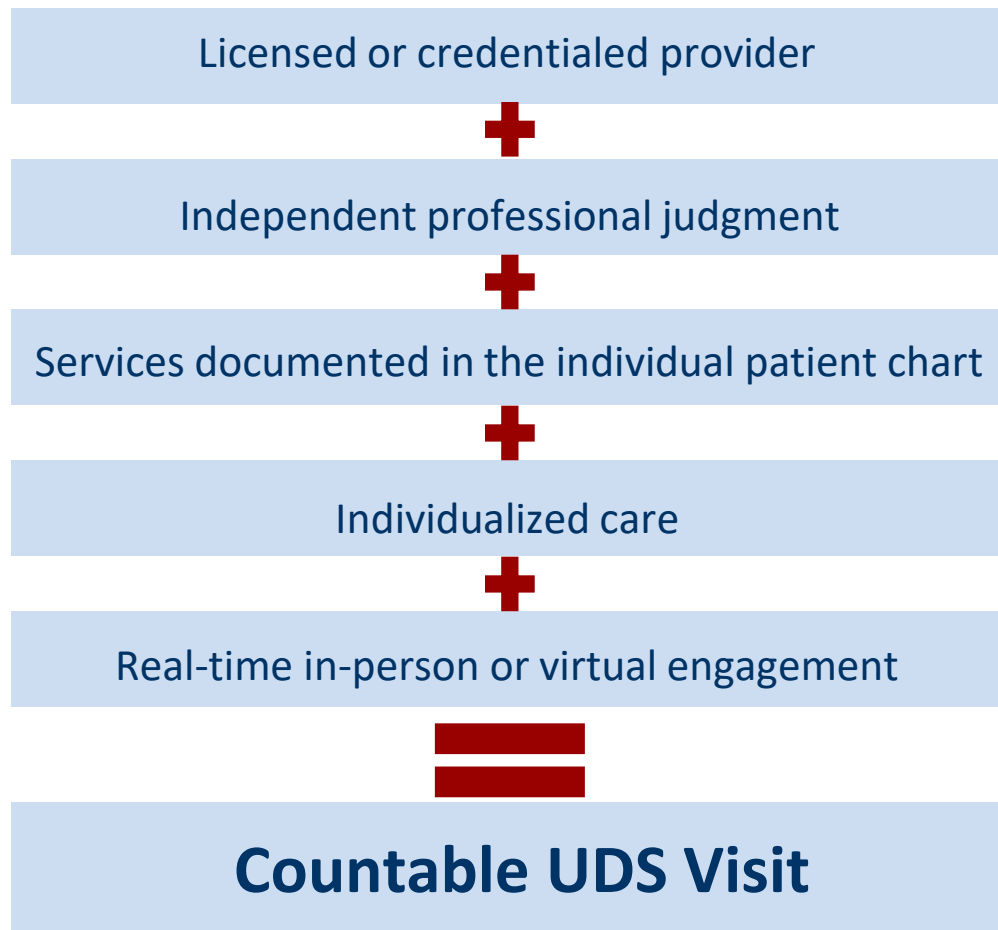 Licensed or credentialed provider
Independent professional judgment
Services documented in the individual patient chart
Individualized care
Real-time in-person or virtual engagement
Countable UDS Visit